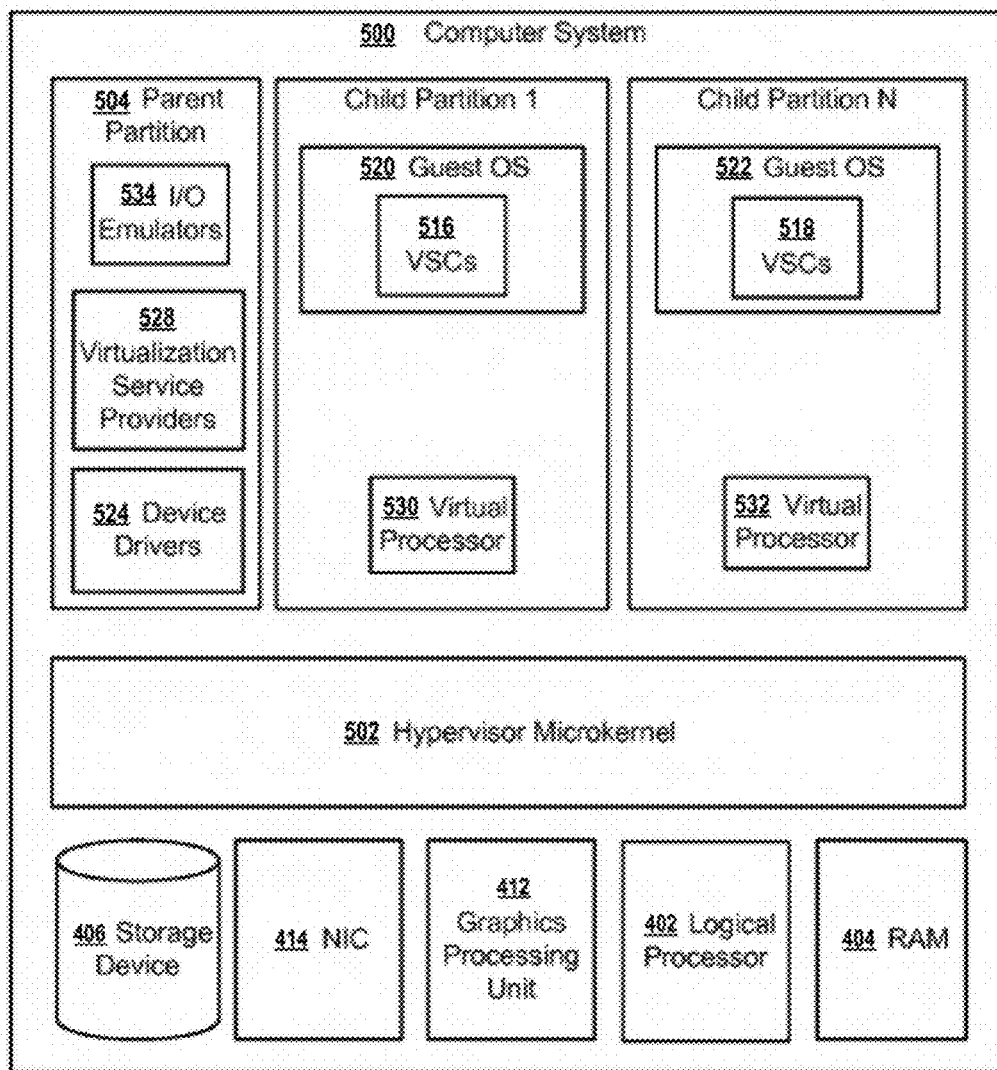 500 Computer System
504 Parent
Partition
534 I/O
Emulators
528
Virtualization
Service
Providers
524 Device
Drivers
Child Partition 1
520 Guest OS
516
VSCs
530 Virtual
Processor
Child Partition N
522 Guest OS
518
VSCs
532 Virtual
Processor
502 Hypervisor Microkernel
406 Storage
Device
414 NIC
412
Graphics
Processing
Unit
402 Logical
Processor
404 RAM